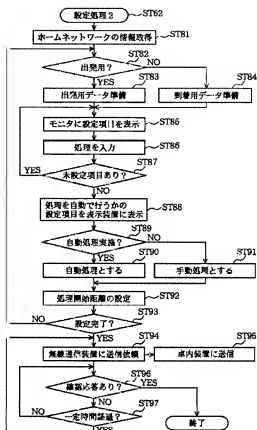 設定処理2
ST62
ホームネットワークの情報取得
ST81
ST82
出発用?
NO
YES
ST83
ST84
出発用データ準備
到着用データ準備
ST85
モニタに設定項目を表示
ST86
処理を入力
ST87
YES
未設定項目あり?
NO
処理を自動で行うかの
設定項目を表示装置に表示
ST88
ST89
自動処理実施?
NO
YES
ST90
ST91
自動処理とする
手動処理とする
ST92
処理開始距離の設定
ST93
NO
設定完了?
YES
ST94
ST95
無線通信装置に送信依頼
車内装置に送信
ST96
確認応答あり?
YES
NO
ST97
NO
一定時間経過?
YES
終了